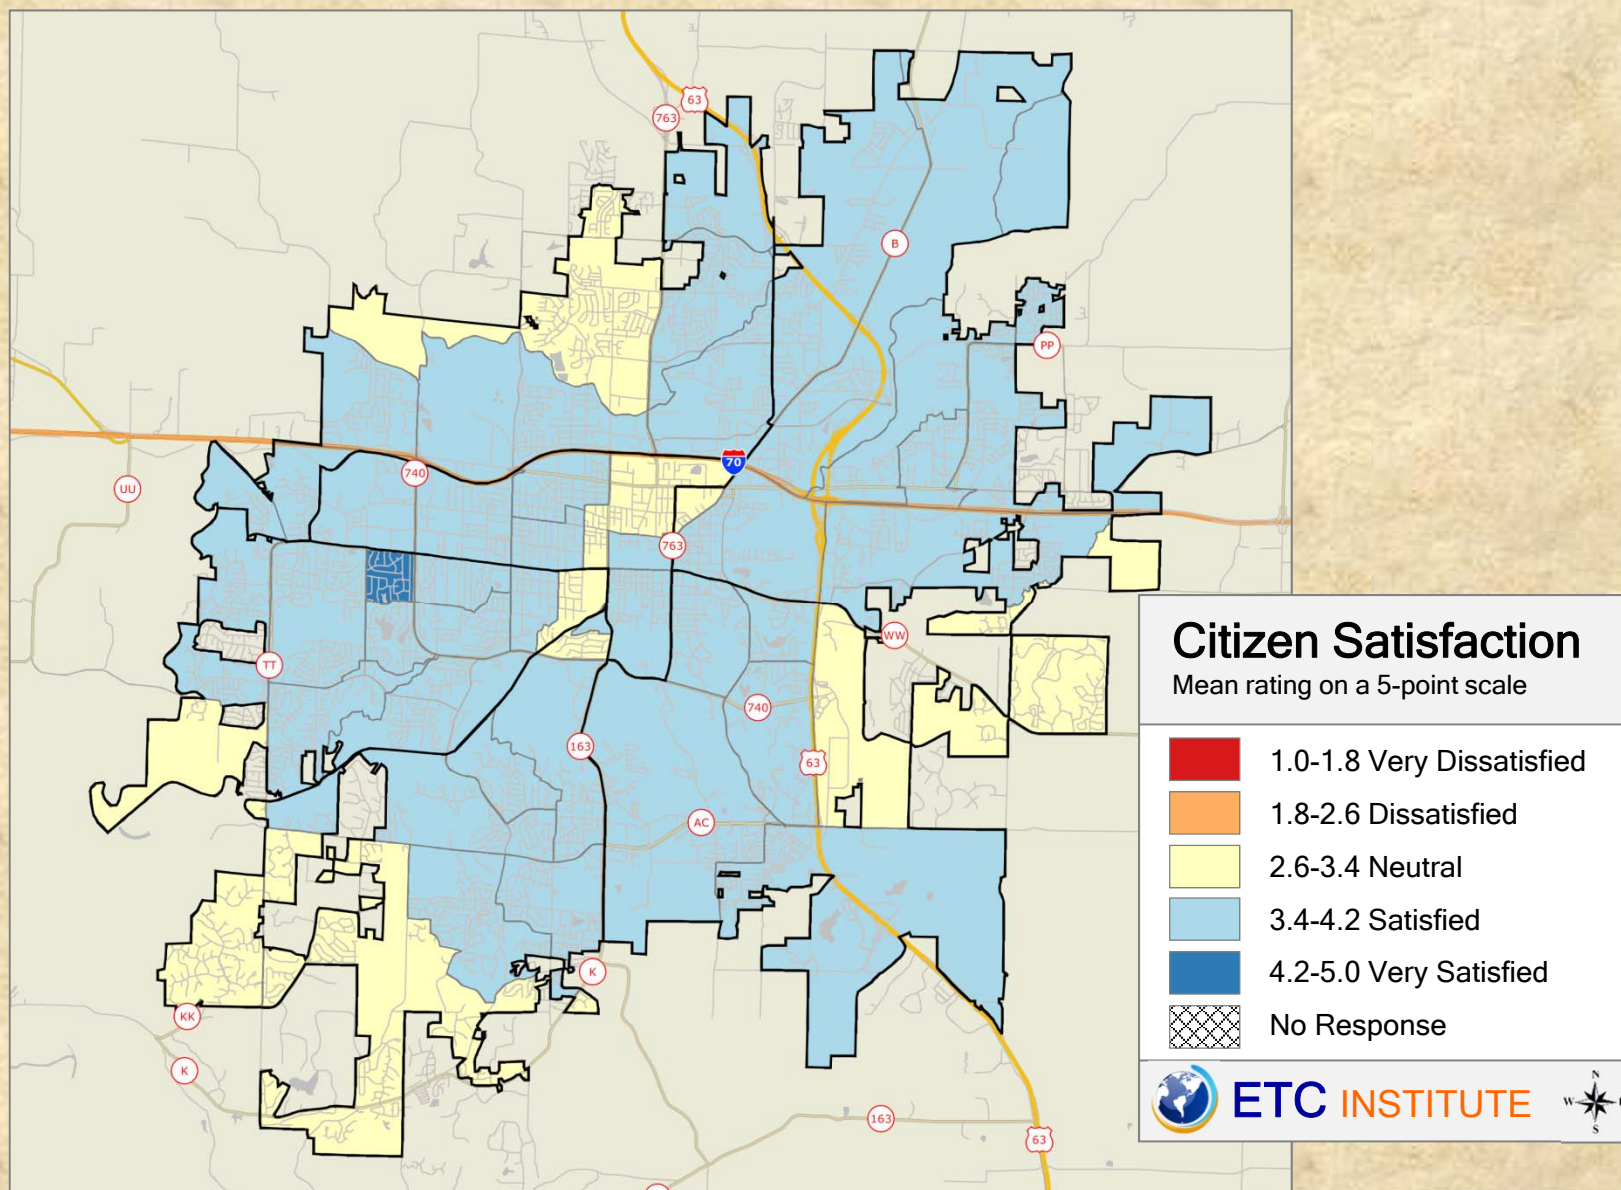 63
763
B
PP
70
740
UU
763
WW
TT
740
163
63
AC
K
KK
K
163
63
Citizen Satisfaction
Mean rating on a 5-point scale
1.0-1.8 Very Dissatisfied
1.8-2.6 Dissatisfied
2.6-3.4 Neutral
3.4-4.2 Satisfied
4.2-5.0 Very Satisfied
No Response
ETC INSTITUTE
N
W
S